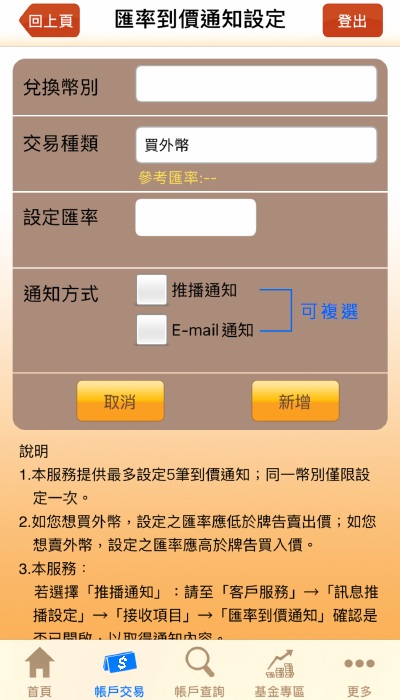 回上頁
匯率到價通知設定
登出
兌換幣別
交易種類
買外幣
參考匯率:--
設定匯率
通知方式
推播通知
可複選
E-mail 通知
取消
新增
說明
1.本服務提供最多設定5筆到價通知；同一幣別僅限設
定一次。
2.如您想買外幣，設定之匯率應低於牌告賣出價；如您
想賣外幣，設定之匯率應高於牌告買入價。
3.本服務：
若選擇「推播通知」：請至「客戶服務」→「訊息推
播設定」→「接收項目」→「匯率到價通知」確認是
否已開啟，以取得通知內容。
首頁
帳戶交易
帳戶查詢
基金專區
更多